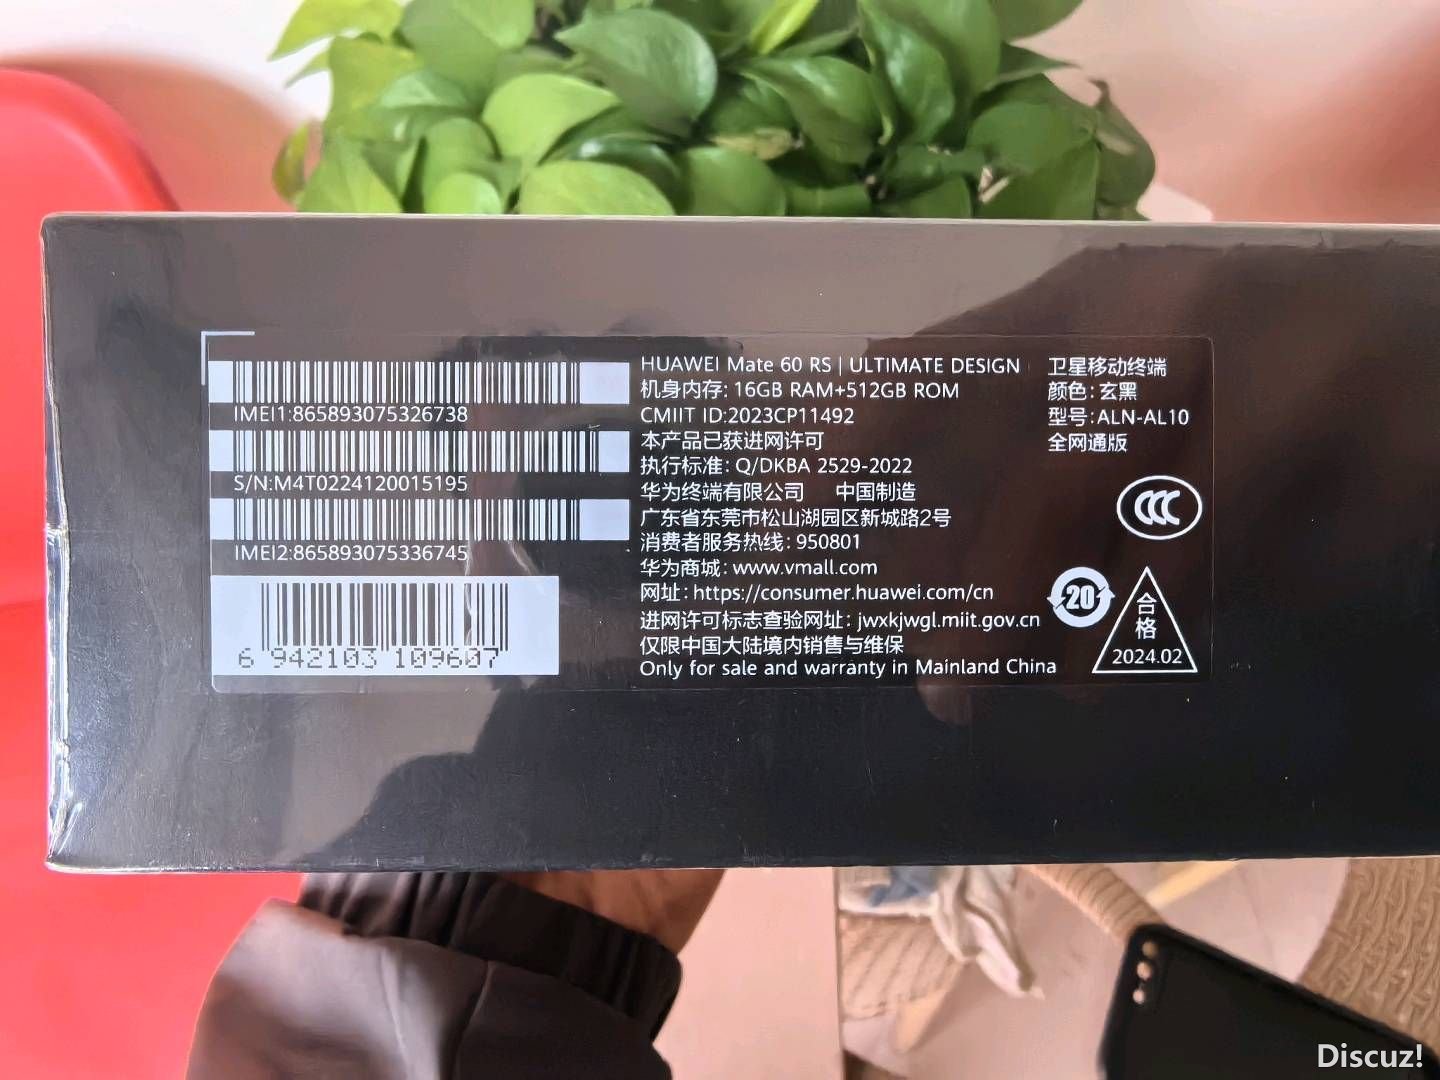 IMEI1:865893075326738
S/N:M4T0224120015195
IMEI2:865893075336745
6 942103 109607
HUAWEI Mate 60 RS | ULTIMATE DESIGN
机身内存: 16GB RAM+512GB ROM
CMIIT ID:2023CP11492
本产品已获进网许可
执行标准: Q/DKBA 2529-2022
华为终端有限公司 中国制造
广东省东莞市松山湖园区新城路2号
消费者服务热线: 950801
华为商城: www.vmall.com
网址: https://consumer.huawei.com/cn
进网许可标志查验网址: jwxkjwgl.miit.gov.cn
仅限中国大陆境内销售与维保
Only for sale and warranty in Mainland China
卫星移动终端
颜色: 玄黑
型号: ALN-AL10
全网通版
CCC
20
合格
2024.02
Discuz!